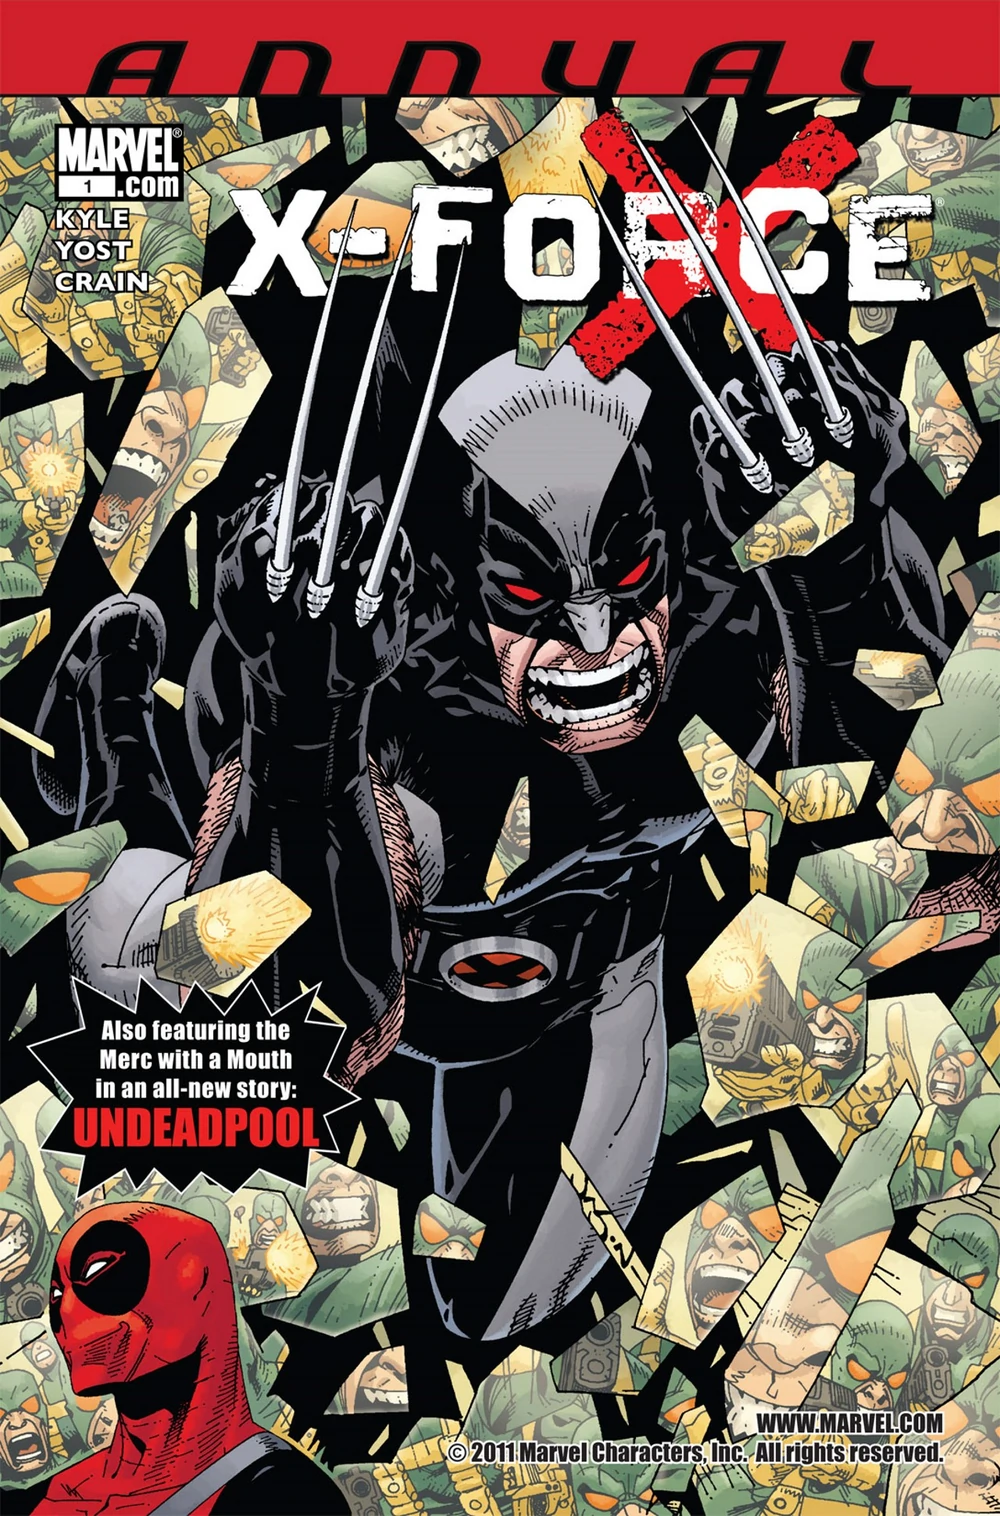 ANNUAL
MARVEL®
1 .com
KYLE
YOST
CRAIN
X-FORCE®
Also featuring the
Merc with a Mouth
in an all-new story:
UNDEADPOOL
WWW.MARVEL.COM
© 2011 Marvel Characters, Inc. All rights reserved.